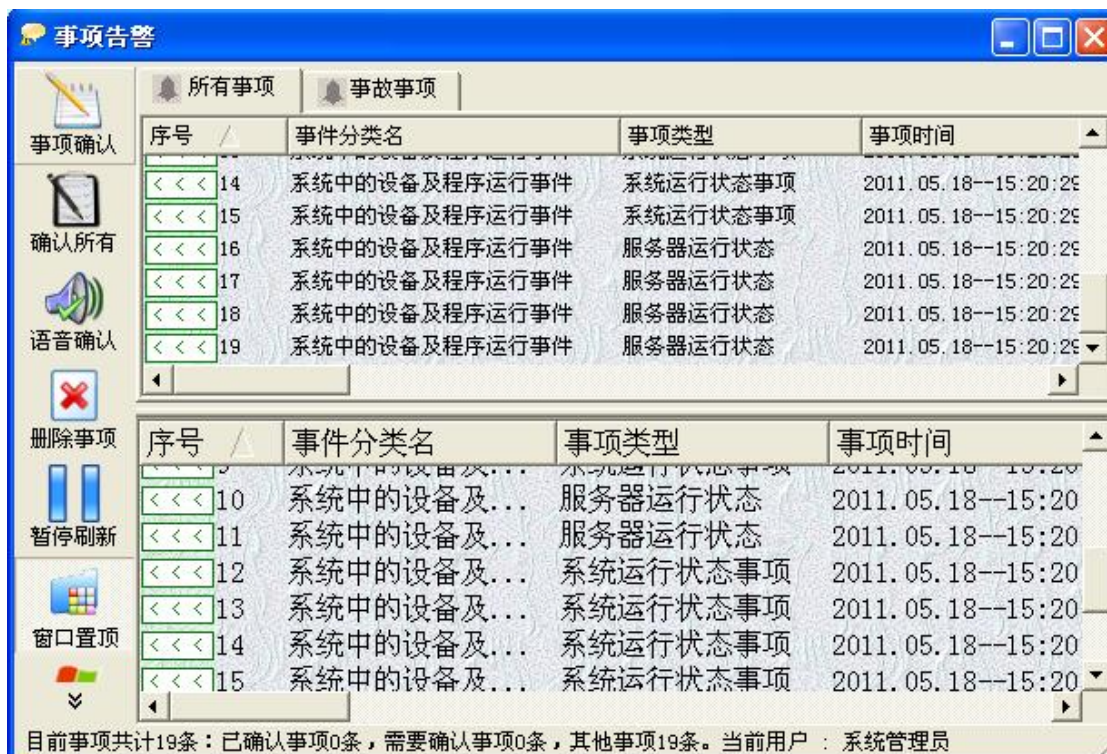 事项告警
所有事项
事故事项
序号 事件分类名 事项类型 事项时间
< < < 14 系统中的设备及程序运行事件 系统运行状态事项 2011.05.18--15:20:29
< < < 15 系统中的设备及程序运行事件 系统运行状态事项 2011.05.18--15:20:29
< < < 16 系统中的设备及程序运行事件 服务器运行状态 2011.05.18--15:20:29
< < < 17 系统中的设备及程序运行事件 服务器运行状态 2011.05.18--15:20:29
< < < 18 系统中的设备及程序运行事件 服务器运行状态 2011.05.18--15:20:29
< < < 19 系统中的设备及程序运行事件 服务器运行状态 2011.05.18--15:20:29
事项确认
确认所有
语音确认
删除事项
暂停刷新
窗口置顶
序号 事件分类名 事项类型 事项时间
< < < 10 系统中的设备及... 服务器运行状态 2011.05.18--15:20
< < < 11 系统中的设备及... 服务器运行状态 2011.05.18--15:20
< < < 12 系统中的设备及... 系统运行状态事项 2011.05.18--15:20
< < < 13 系统中的设备及... 系统运行状态事项 2011.05.18--15:20
< < < 14 系统中的设备及... 系统运行状态事项 2011.05.18--15:20
< < < 15 系统中的设备及... 系统运行状态事项 2011.05.18--15:20
目前事项共计19条：已确认事项0条，需要确认事项0条，其他事项19条。当前用户 : 系统管理员